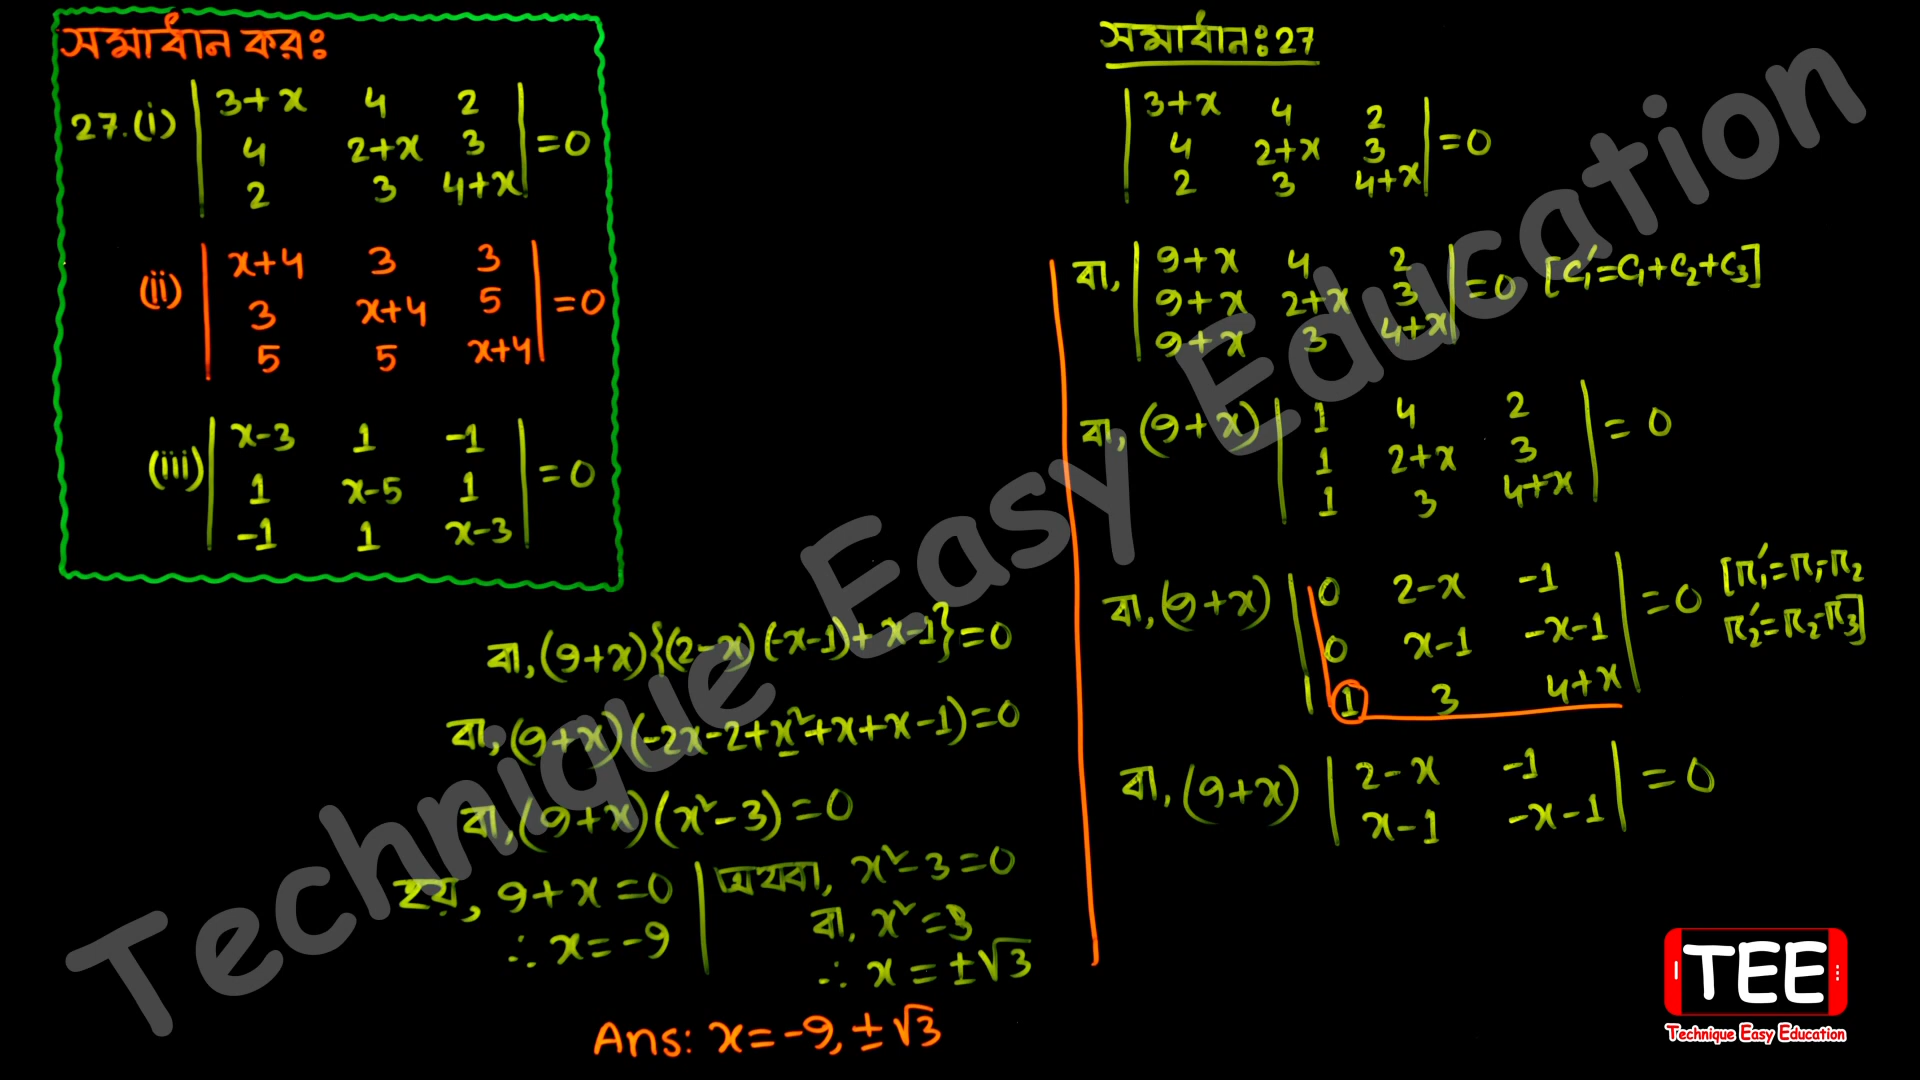 সমাধান করঃ
27.(i) | 3+x 4 2 |
| 4 2+x 3 | =0
| 2 3 4+x |
(ii) | x+4 3 3 |
| 3 x+4 5 | =0
| 5 5 x+4 |
(iii) | x-3 1 -1 |
| 1 x-5 1 | =0
| -1 1 x-3 |
সমাধানঃ27
| 3+x 4 2 |
| 4 2+x 3 | =0
| 2 3 4+x |
বা, | 9+x 4 2 |
| 9+x 2+x 3 | =0 [C₁′=C₁+C₂+C₃]
| 9+x 3 4+x |
বা, (9+x) | 1 4 2 |
| 1 2+x 3 | =0
| 1 3 4+x |
বা, (9+x) | 0 2-x -1 | =0 [r₁′=r₁-r₂
| 0 x-1 -x-1 | r₂′=r₂-r₃]
| 1 3 4+x |
বা, (9+x) | 2-x -1 | =0
| x-1 -x-1 |
বা, (9+x){(2-x)(-x-1)+x-1}=0
বা, (9+x)(-2x-2+x²+x+x-1)=0
বা, (9+x)(x²-3)=0
হয়, 9+x=0 | অথবা, x²-3=0
∴ x=-9 | বা, x²=3
∴ x=±√3
Ans: x=-9, ±√3
Technique Easy Education
TEE
Technique Easy Education